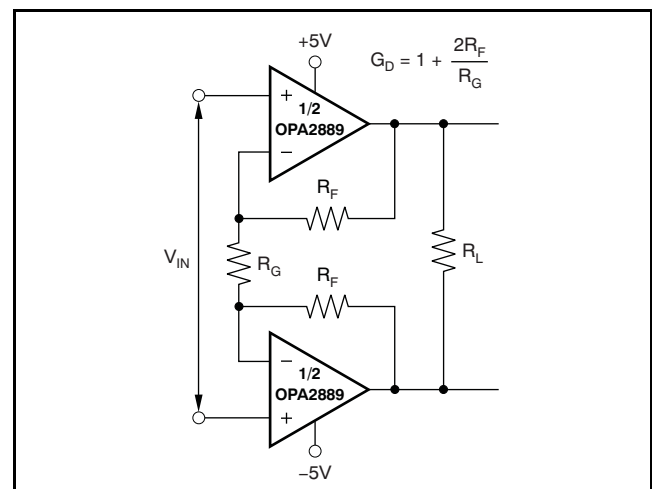 +5V
G_D = 1 + 2R_F / R_G
+
1/2
OPA2889
−
R_F
V_IN
R_G
R_L
R_F
−
1/2
OPA2889
+
−5V